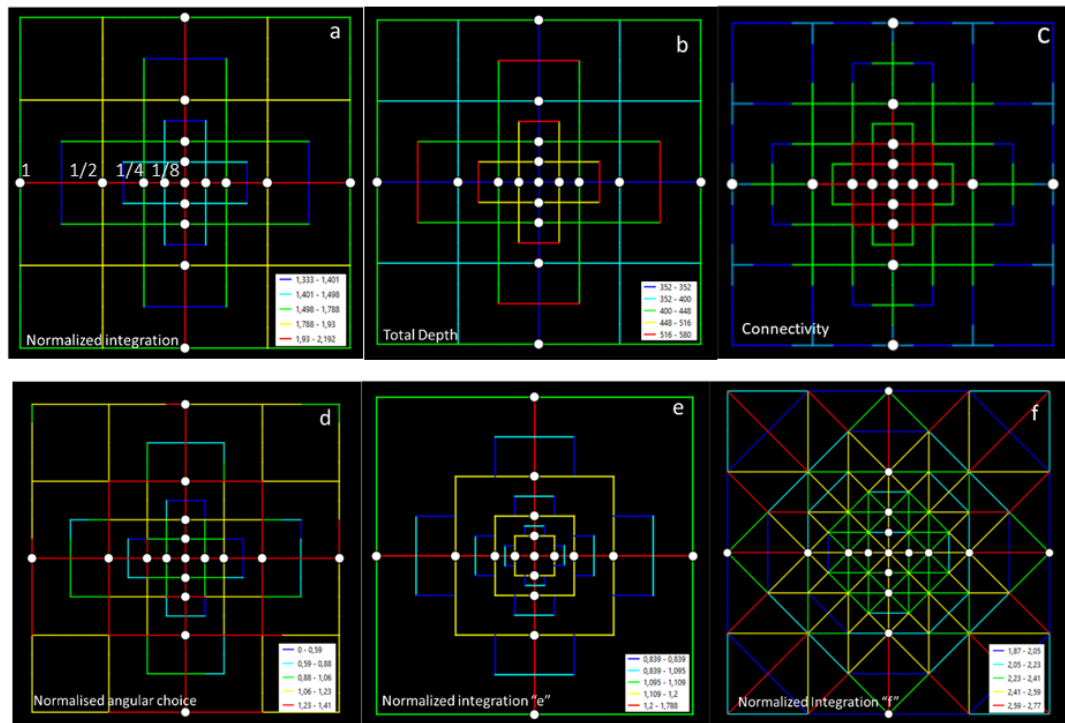 a
1 1/2 1/4 1/8
1,333 - 1,401
1,401 - 1,498
1,498 - 1,788
1,788 - 1,93
1,93 - 2,192
Normalized integration
b
352 - 352
352 - 400
400 - 448
448 - 516
516 - 580
Total Depth
c
Connectivity
d
0 - 0,59
0,59 - 0,88
0,88 - 1,06
1,06 - 1,23
1,23 - 1,41
Normalised angular choice
e
0,839 - 0,839
0,839 - 1,095
1,095 - 1,109
1,109 - 1,2
1,2 - 1,788
Normalized integration "e"
f
1,87 - 2,05
2,05 - 2,23
2,23 - 2,41
2,41 - 2,59
2,59 - 2,77
Normalized Integration "f"